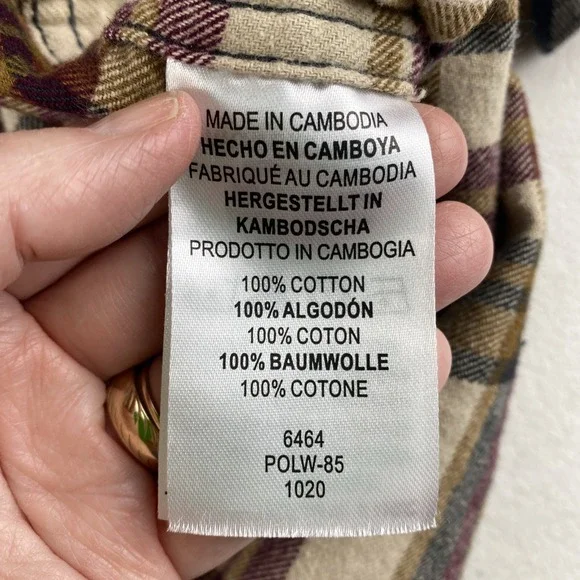 MADE IN CAMBODIA
HECHO EN CAMBOYA
FABRIQUÉ AU CAMBODIA
HERGESTELLT IN
KAMBODSCHA
PRODOTTO IN CAMBOGIA
100% COTTON
100% ALGODÓN
100% COTON
100% BAUMWOLLE
100% COTONE
6464
POLW-85
1020